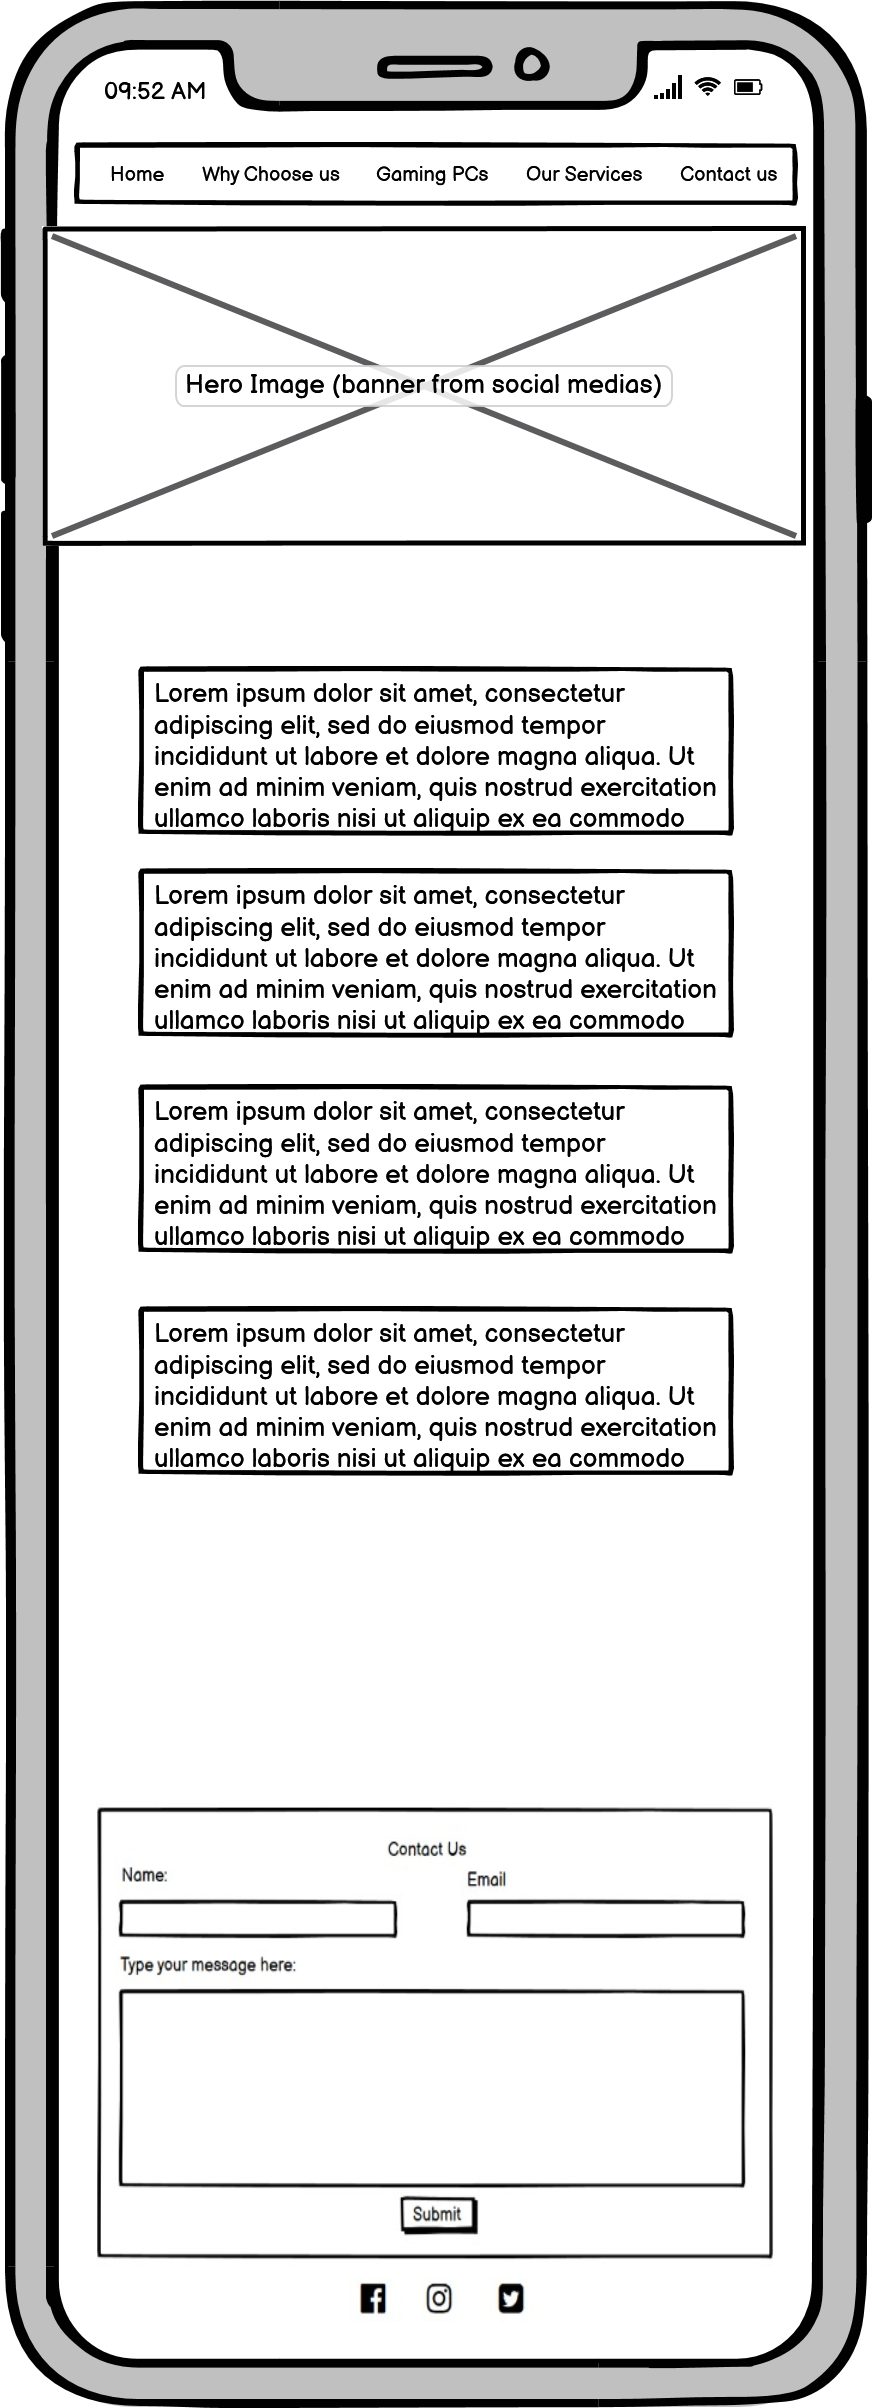 09:52 AM
Home Why Choose us Gaming PCs Our Services Contact us
Hero Image (banner from social medias)
Lorem ipsum dolor sit amet, consectetur
adipiscing elit, sed do eiusmod tempor
incididunt ut labore et dolore magna aliqua. Ut
enim ad minim veniam, quis nostrud exercitation
ullamco laboris nisi ut aliquip ex ea commodo
Lorem ipsum dolor sit amet, consectetur
adipiscing elit, sed do eiusmod tempor
incididunt ut labore et dolore magna aliqua. Ut
enim ad minim veniam, quis nostrud exercitation
ullamco laboris nisi ut aliquip ex ea commodo
Lorem ipsum dolor sit amet, consectetur
adipiscing elit, sed do eiusmod tempor
incididunt ut labore et dolore magna aliqua. Ut
enim ad minim veniam, quis nostrud exercitation
ullamco laboris nisi ut aliquip ex ea commodo
Lorem ipsum dolor sit amet, consectetur
adipiscing elit, sed do eiusmod tempor
incididunt ut labore et dolore magna aliqua. Ut
enim ad minim veniam, quis nostrud exercitation
ullamco laboris nisi ut aliquip ex ea commodo
Contact Us
Name: Email
Type your message here:
Submit